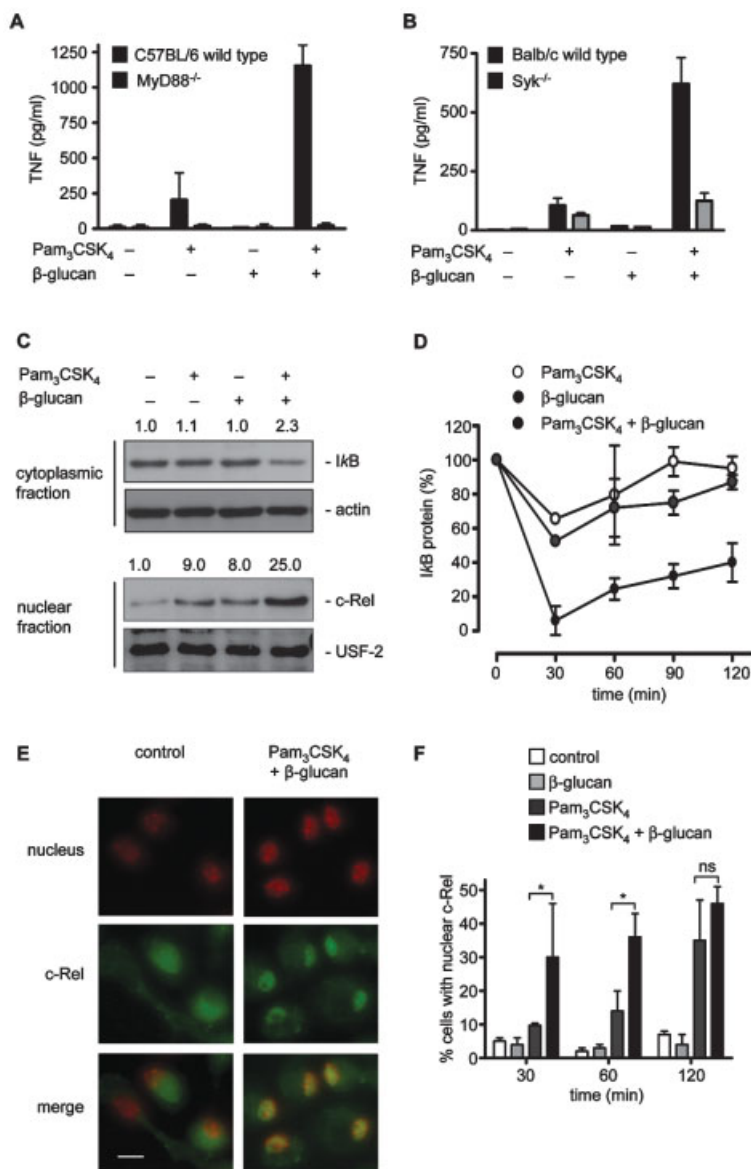 A
TNF (pg/ml)
1250
1000
750
500
250
0
C57BL/6 wild type
MyD88-/-
Pam3CSK4 – + – +
β-glucan – – + +
B
TNF (pg/ml)
750
500
250
0
Balb/c wild type
Syk-/-
Pam3CSK4 – + – +
β-glucan – – + +
C
Pam3CSK4 – + – +
β-glucan – – + +
1.0 1.1 1.0 2.3
cytoplasmic fraction
- IkB
- actin
1.0 9.0 8.0 25.0
nuclear fraction
- c-Rel
- USF-2
D
Pam3CSK4
β-glucan
Pam3CSK4 + β-glucan
IkB protein (%)
120
100
80
60
40
20
0
0 30 60 90 120
time (min)
E
control
Pam3CSK4
+ β-glucan
nucleus
c-Rel
merge
F
control
β-glucan
Pam3CSK4
Pam3CSK4 + β-glucan
% cells with nuclear c-Rel
50
40
30
20
10
0
* * ns
30 60 120
time (min)